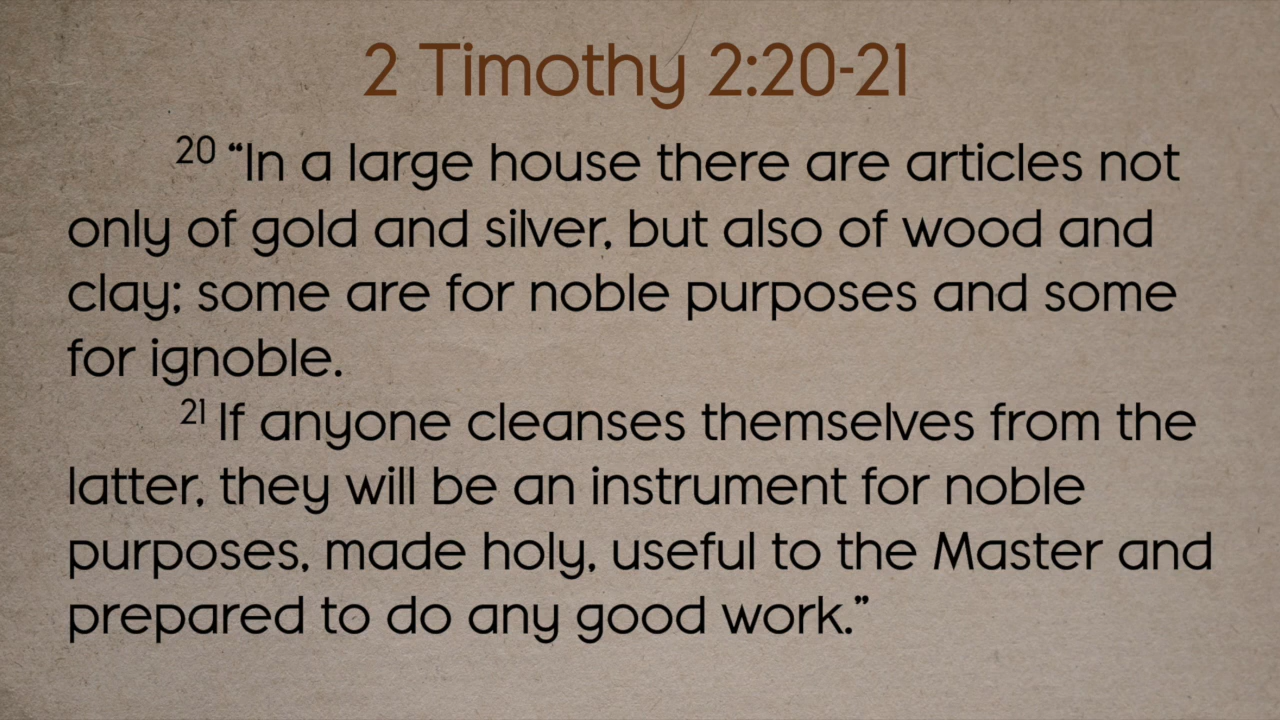 2 Timothy 2:20-21
20 “In a large house there are articles not
only of gold and silver, but also of wood and
clay; some are for noble purposes and some
for ignoble.
21 If anyone cleanses themselves from the
latter, they will be an instrument for noble
purposes, made holy, useful to the Master and
prepared to do any good work.”